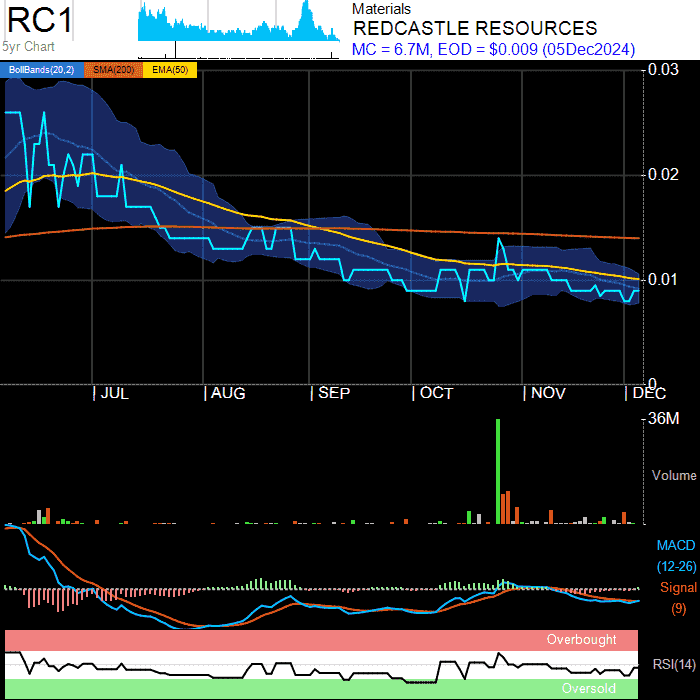 RC1
5yr Chart
Materials
REDCASTLE RESOURCES
MC = 6.7M, EOD = $0.009 (05Dec2024)
BollBands(20,2) SMA(200) EMA(50)
0.03
0.02
0.01
0
JUL AUG SEP OCT NOV DEC
36M
Volume
MACD
(12-26)
Signal
(9)
Overbought
RSI(14)
Oversold